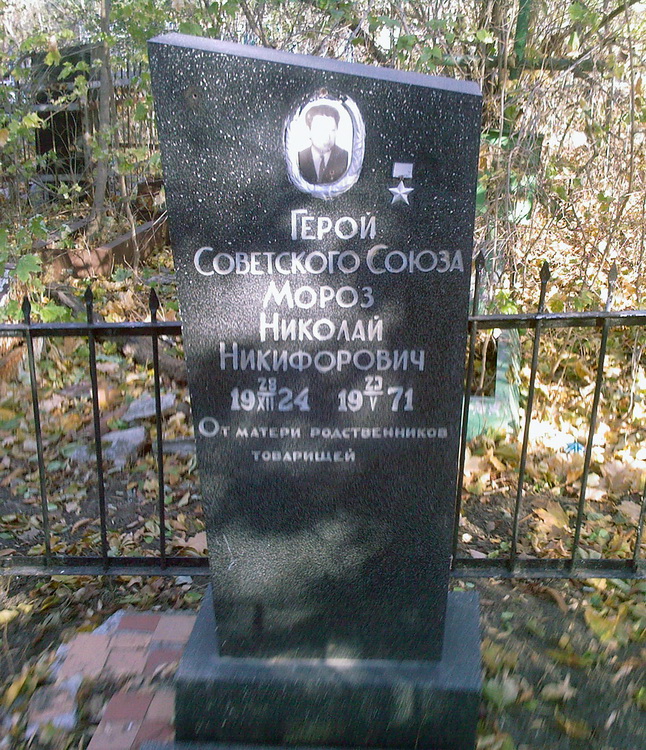 Герой
Советского Союза
Мороз
Николай
Никифорович
19 28/XII 24 19 23/V 71
От матери родственников
товарищей